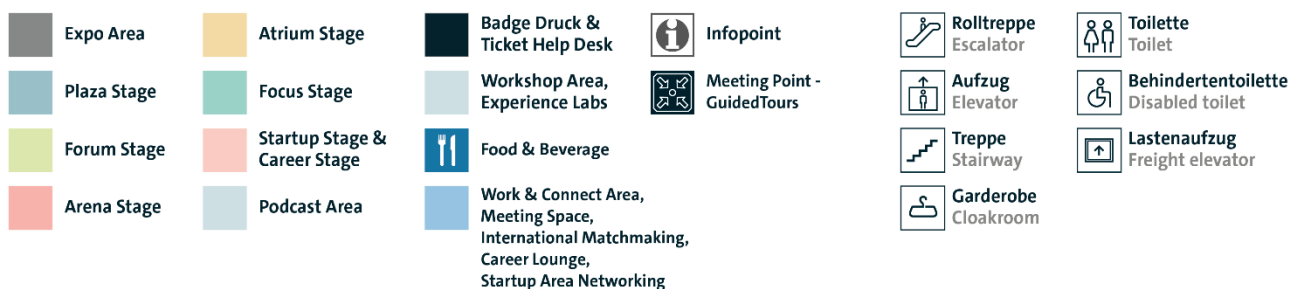 Expo Area
Plaza Stage
Forum Stage
Arena Stage
Atrium Stage
Focus Stage
Startup Stage &
Career Stage
Podcast Area
Badge Druck &
Ticket Help Desk
Workshop Area,
Experience Labs
Food & Beverage
Work & Connect Area,
Meeting Space,
International Matchmaking,
Career Lounge,
Startup Area Networking
Infopoint
Meeting Point -
GuidedTours
Rolltreppe
Escalator
Aufzug
Elevator
Treppe
Stairway
Garderobe
Cloakroom
Toilette
Toilet
Behindertentoilette
Disabled toilet
Lastenaufzug
Freight elevator